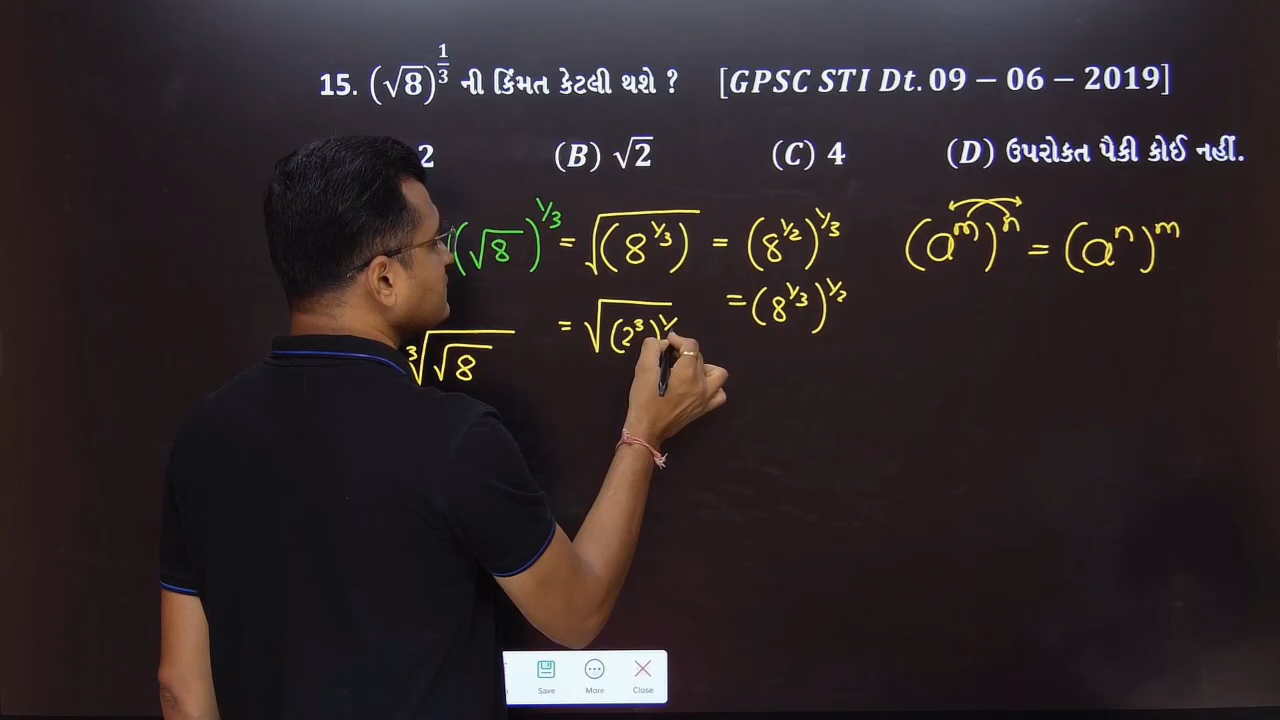 15. (√8)^(1/3) ની કિંમત કેટલી થશે ? [GPSC STI Dt. 09 – 06 – 2019]
2 (B) √2 (C) 4 (D) ઉપરોક્ત પૈકી કોઈ નહીં.
(√8)^(1/3) = √(8^(1/3)) = (8^(1/2))^(1/3) (a^m)^n = (a^n)^m
= (8^(1/3))^(1/2)
∛√8 = √(2³)^1/
Save More Close